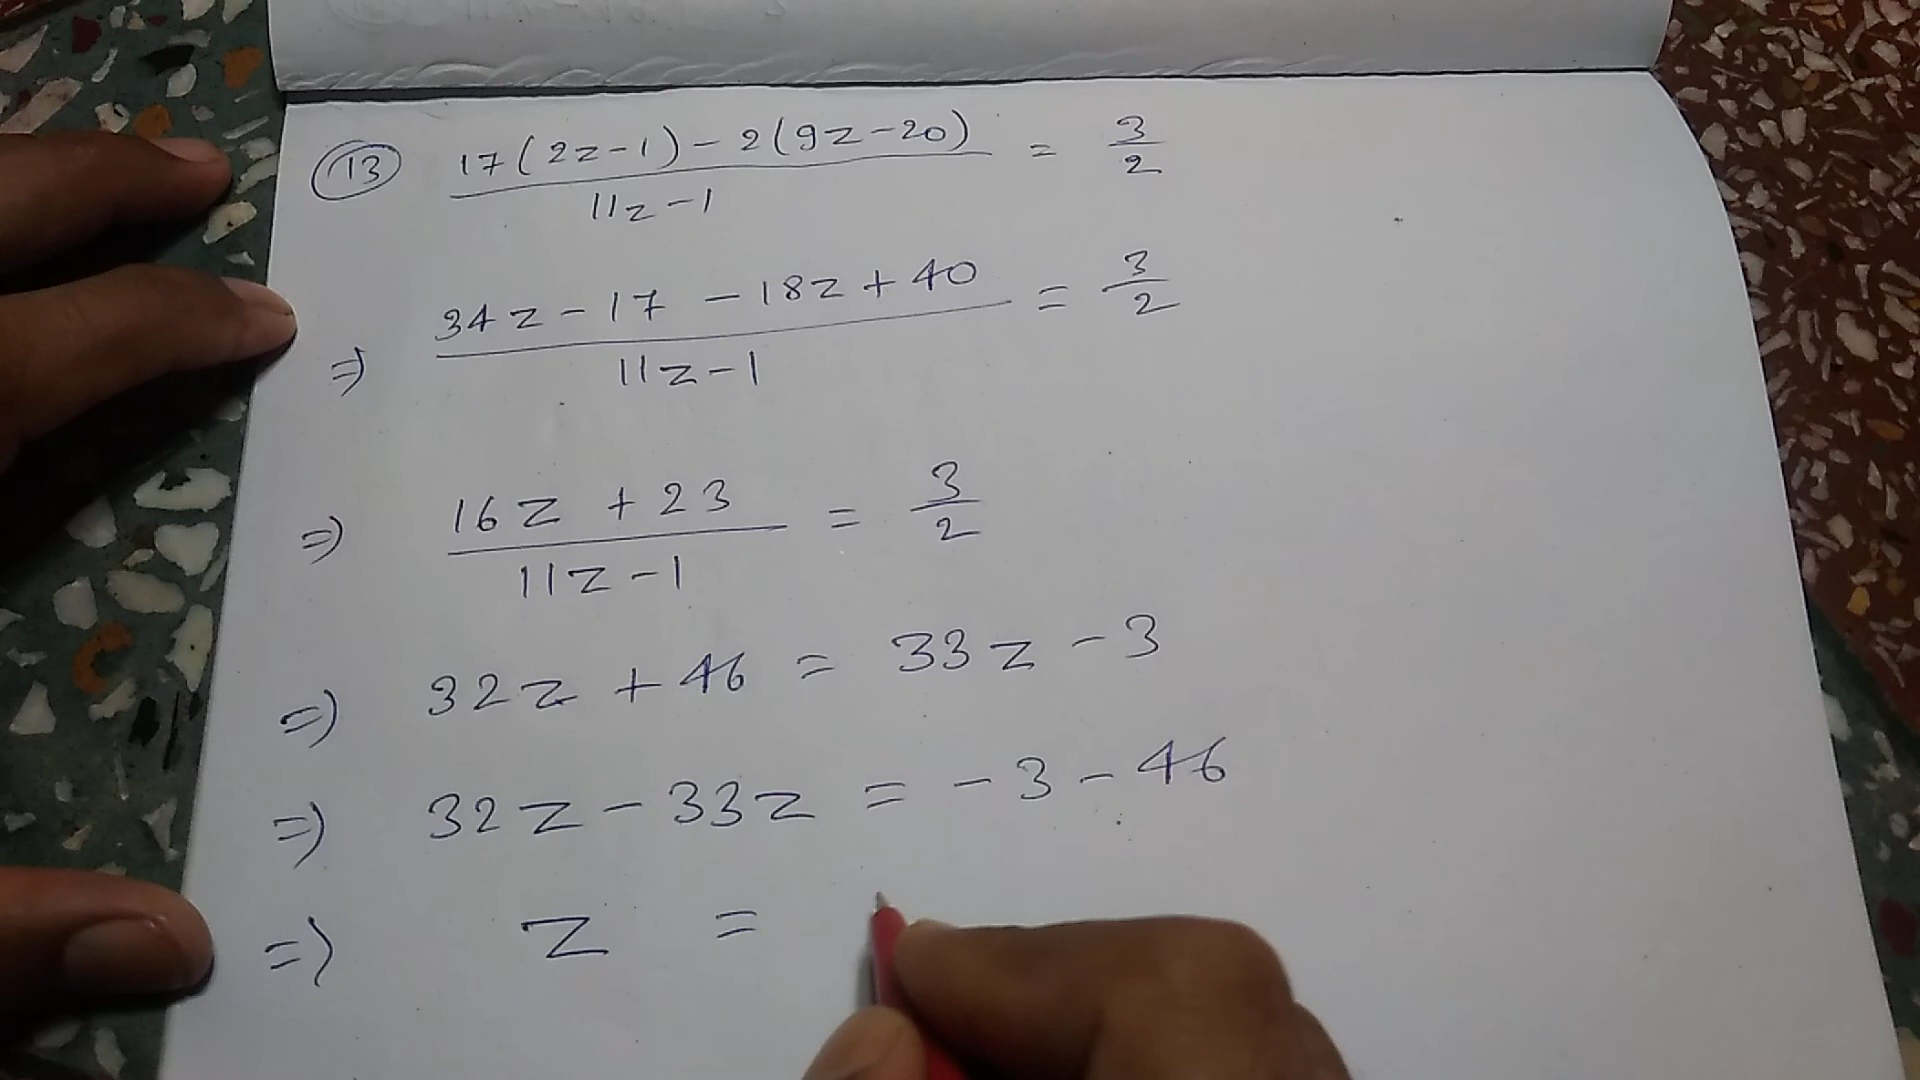 13 17(2z-1)-2(9z-20) / 11z-1 = 3/2
=) 34z-17-18z+40 / 11z-1 = 3/2
=) 16z+23 / 11z-1 = 3/2
=) 32z+46 = 33z-3
=) 32z-33z = -3-46
=) z =